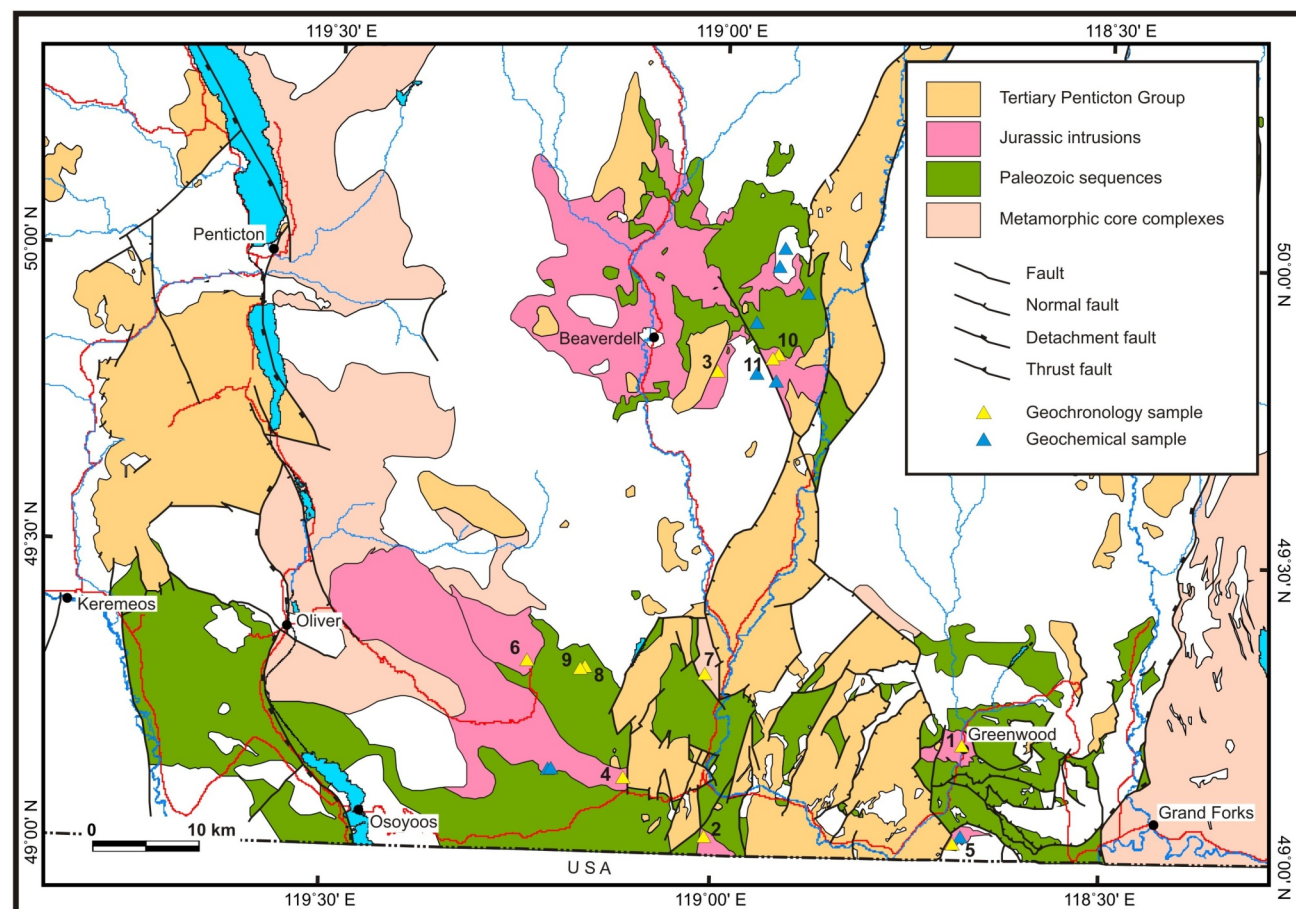 119°30' E
119°00' E
118°30' E
Tertiary Penticton Group
Jurassic intrusions
Paleozoic sequences
Metamorphic core complexes
Fault
Normal fault
Detachment fault
Thrust fault
Geochronology sample
Geochemical sample
50°00' N
Penticton
50°00' N
Beaverdell
3
10
11
49°30' N
49°30' N
Keremeos
Oliver
6
9
8
7
1
Greenwood
4
Osoyoos
Grand Forks
0 10 km
2
5
49°00' N
49°00' N
U S A
119°30' E
119°00' E
118°30' E